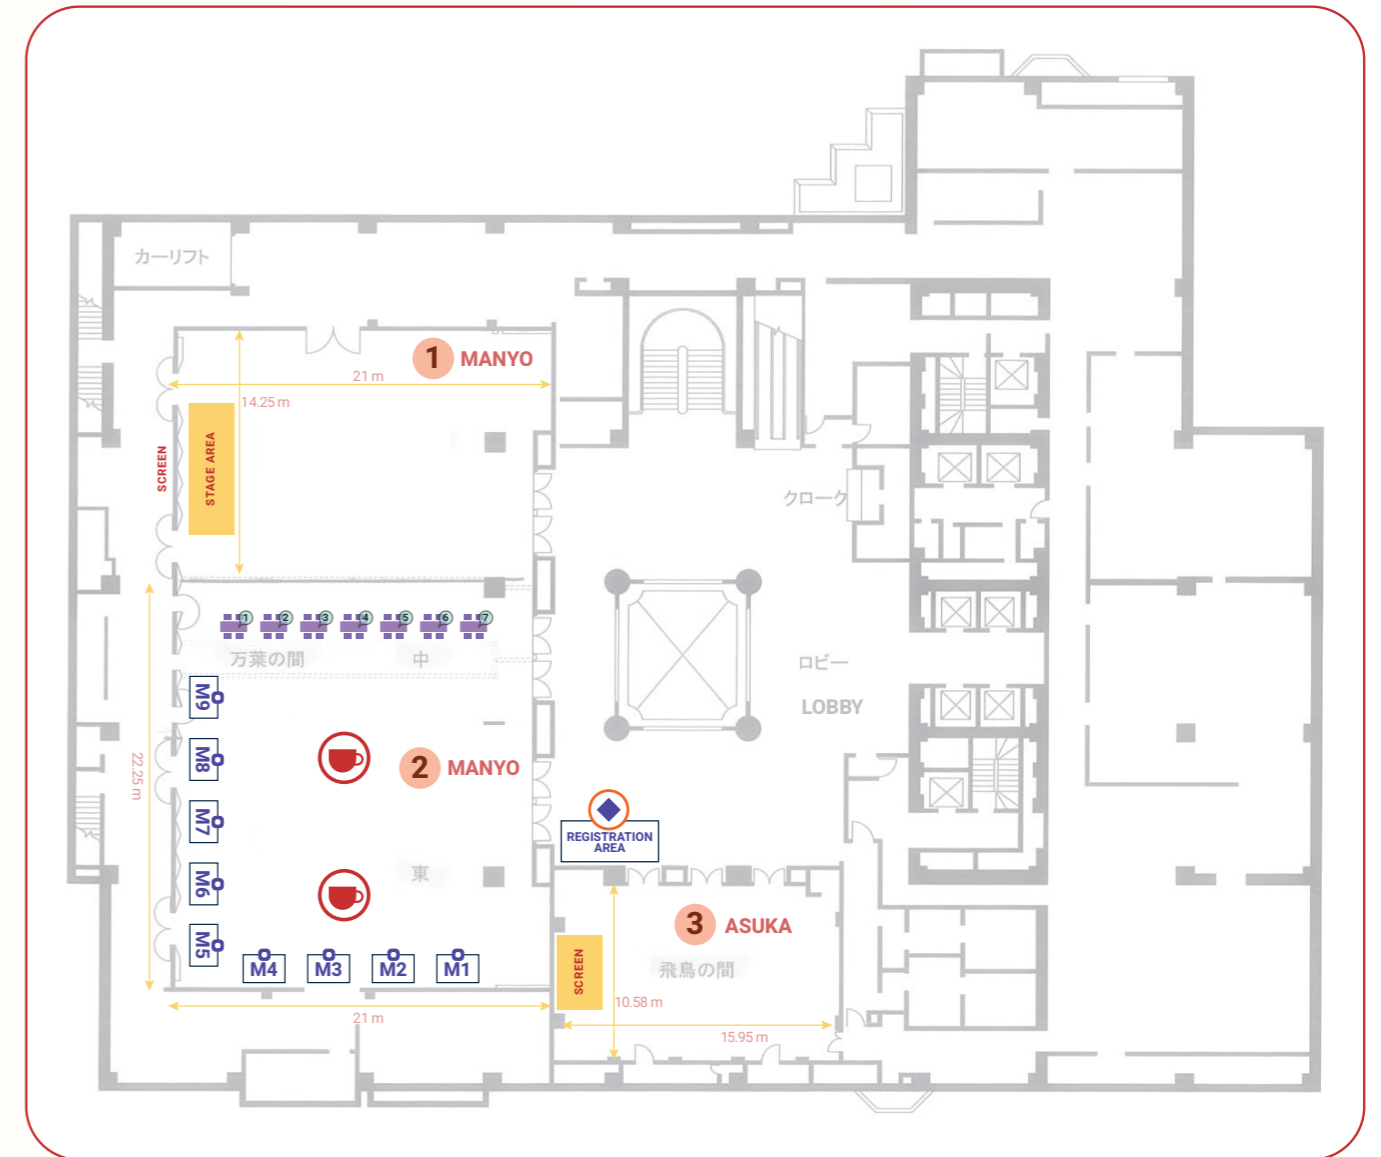 カーリフト
1 MANYO
21 m
14.25 m
SCREEN
STAGE AREA
クローク
1 2 3 4 5 6 7
万葉の間 中
ロビー
LOBBY
M9
M8
M7
M6
M5
22.25 m
2 MANYO
REGISTRATION
AREA
東
M4 M3 M2 M1
21 m
3 ASUKA
飛鳥の間
SCREEN
10.58 m
15.95 m